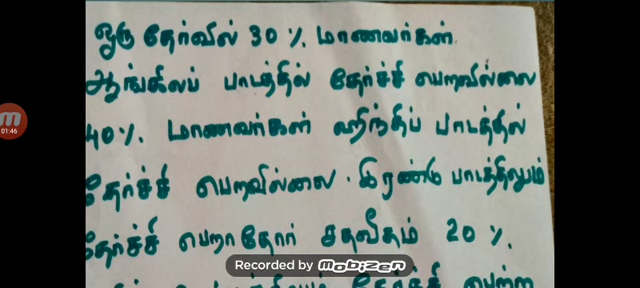 ஒரு தேர்வில் 30 %. மாணவர்கள்
ஆங்கிலப் பாடத்தில் தேர்ச்சி பெறவில்லை
40%. மாணவர்கள் ஹிந்திப் பாடத்தில்
தேர்ச்சி பெறவில்லை. இரண்டு பாடத்திலும்
தேர்ச்சி பெறாதோர் சதவீதம் 20 %.
தேர்ச்சி பெற்ற
01:46
Recorded by mobizen